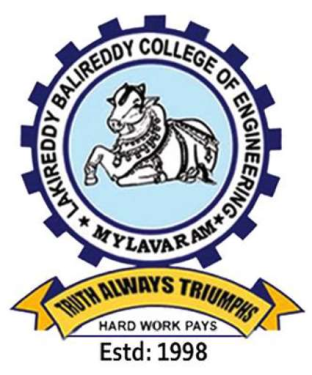 ★ LAKIREDDY BALIREDDY COLLEGE OF ENGINEERING ★
MYLAVARAM
TRUTH ALWAYS TRIUMPHS
HARD WORK PAYS
Estd: 1998